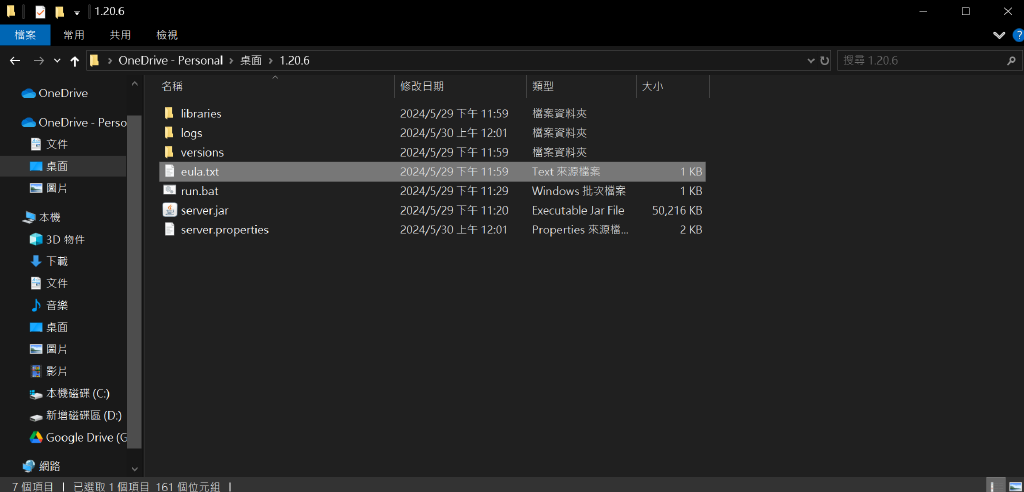 1.20.6
檔案 常用 共用 檢視
OneDrive - Personal › 桌面 › 1.20.6 搜尋 1.20.6
OneDrive
OneDrive - Perso
文件
桌面
圖片
本機
3D 物件
下載
文件
音樂
桌面
圖片
影片
本機磁碟 (C:)
新增磁碟區 (D:)
Google Drive (G
網路
名稱 修改日期 類型 大小
libraries 2024/5/29 下午 11:59 檔案資料夾
logs 2024/5/30 上午 12:01 檔案資料夾
versions 2024/5/29 下午 11:59 檔案資料夾
eula.txt 2024/5/29 下午 11:59 Text 來源檔案 1 KB
run.bat 2024/5/29 下午 11:29 Windows 批次檔案 1 KB
server.jar 2024/5/29 下午 11:20 Executable Jar File 50,216 KB
server.properties 2024/5/30 上午 12:01 Properties 來源檔... 2 KB
7 個項目 | 已選取 1 個項目 161 個位元組 |